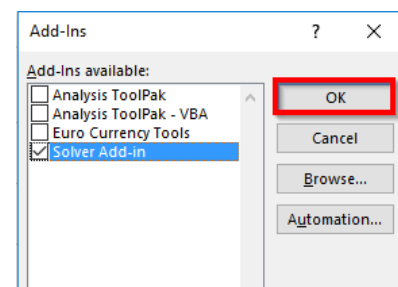 Add-Ins ? X
Add-Ins available:
Analysis ToolPak
Analysis ToolPak - VBA
Euro Currency Tools
Solver Add-in
OK
Cancel
Browse...
Automation...